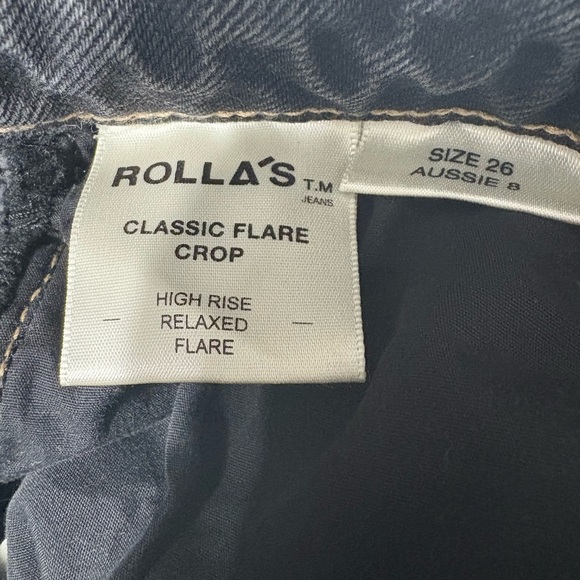 ROLLA'S T.M
JEANS
CLASSIC FLARE
CROP
HIGH RISE
— RELAXED —
FLARE
SIZE 26
AUSSIE 8